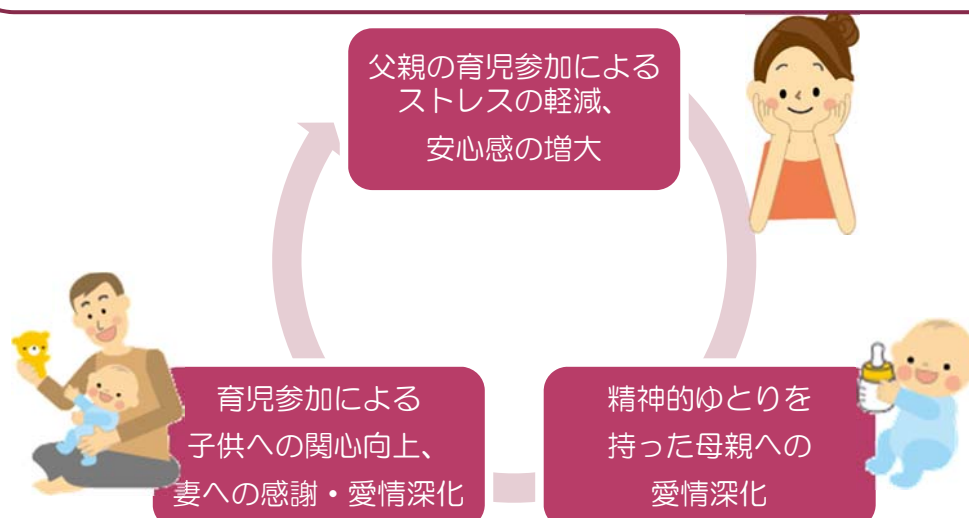 父親の育児参加による
ストレスの軽減、
安心感の増大
育児参加による
子供への関心向上、
妻への感謝・愛情深化
精神的ゆとりを
持った母親への
愛情深化